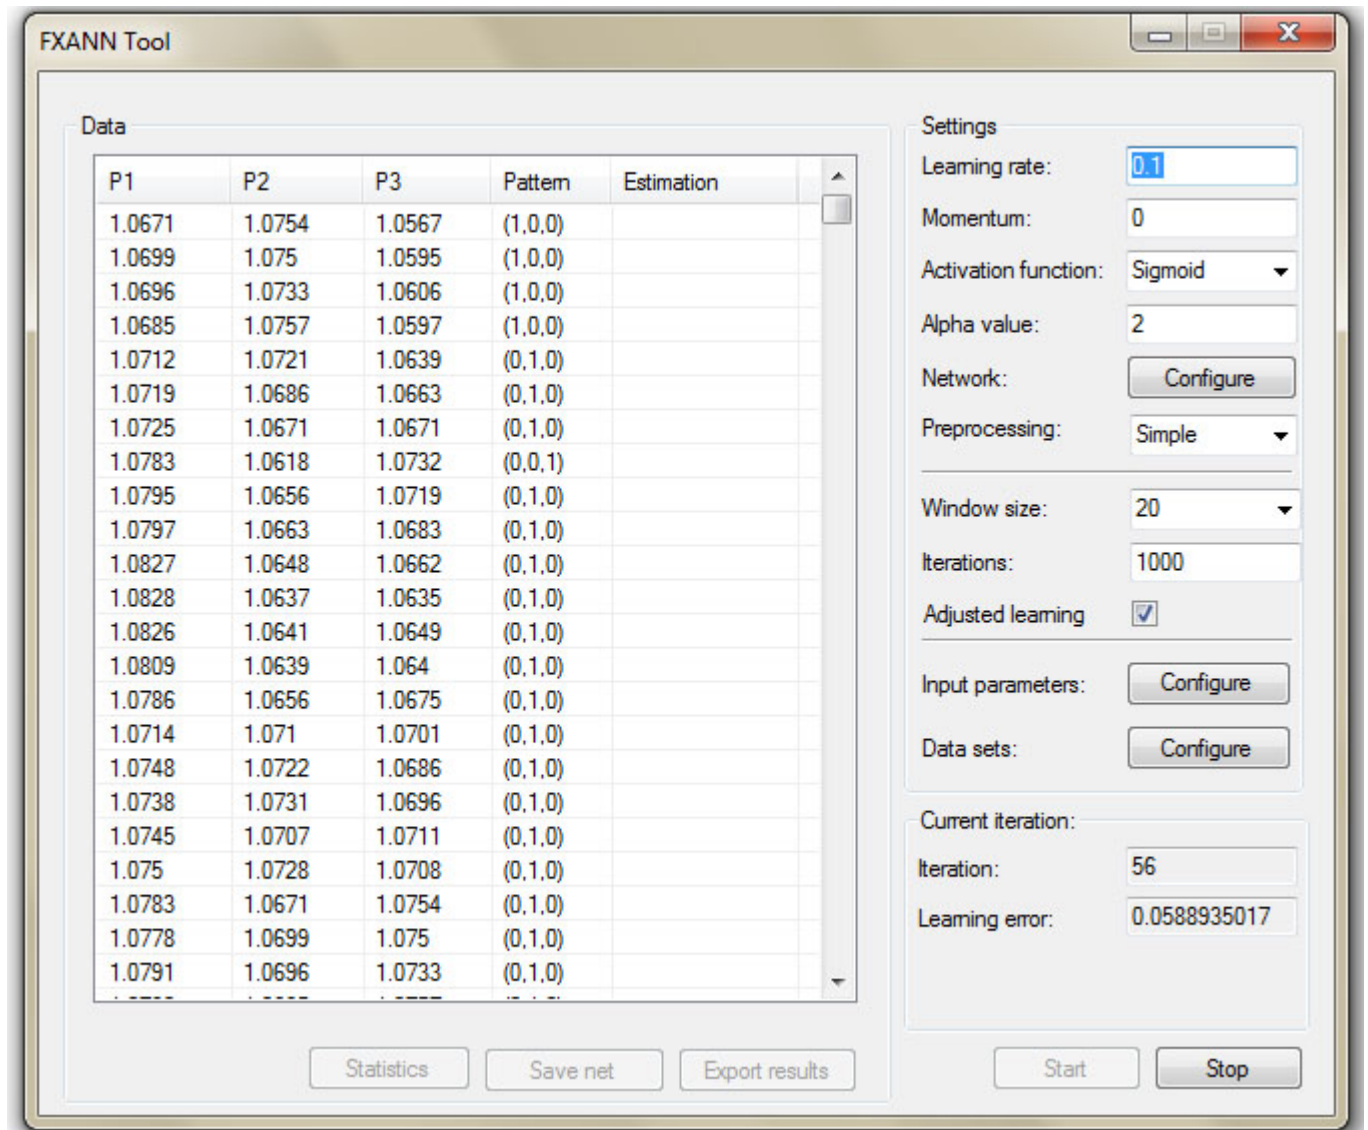 FXANN Tool
Data
P1 P2 P3 Pattern Estimation
1.0671 1.0754 1.0567 (1,0,0)
1.0699 1.075 1.0595 (1,0,0)
1.0696 1.0733 1.0606 (1,0,0)
1.0685 1.0757 1.0597 (1,0,0)
1.0712 1.0721 1.0639 (0,1,0)
1.0719 1.0686 1.0663 (0,1,0)
1.0725 1.0671 1.0671 (0,1,0)
1.0783 1.0618 1.0732 (0,0,1)
1.0795 1.0656 1.0719 (0,1,0)
1.0797 1.0663 1.0683 (0,1,0)
1.0827 1.0648 1.0662 (0,1,0)
1.0828 1.0637 1.0635 (0,1,0)
1.0826 1.0641 1.0649 (0,1,0)
1.0809 1.0639 1.064 (0,1,0)
1.0786 1.0656 1.0675 (0,1,0)
1.0714 1.071 1.0701 (0,1,0)
1.0748 1.0722 1.0686 (0,1,0)
1.0738 1.0731 1.0696 (0,1,0)
1.0745 1.0707 1.0711 (0,1,0)
1.075 1.0728 1.0708 (0,1,0)
1.0783 1.0671 1.0754 (0,1,0)
1.0778 1.0699 1.075 (0,1,0)
1.0791 1.0696 1.0733 (0,1,0)
Statistics Save net Export results
Settings
Learning rate: 0.1
Momentum: 0
Activation function: Sigmoid
Alpha value: 2
Network: Configure
Preprocessing: Simple
Window size: 20
Iterations: 1000
Adjusted learning
Input parameters: Configure
Data sets: Configure
Current iteration:
Iteration: 56
Learning error: 0.0588935017
Start Stop